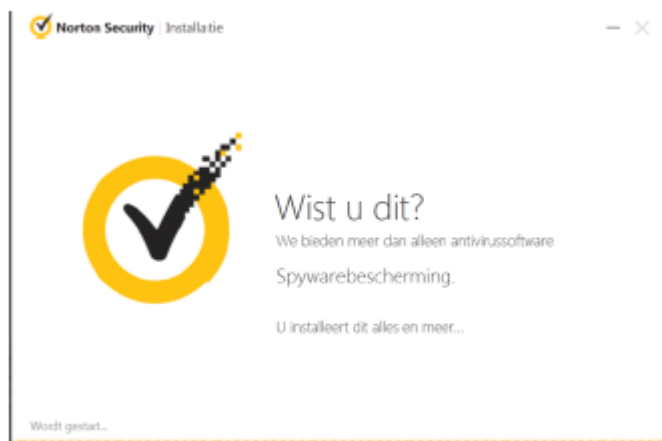 Norton Security Installatie
Wist u dit?
We bieden meer dan alleen antivirussoftware
Spywarebescherming.
U installeert dit alles en meer...
Wordt gestart...